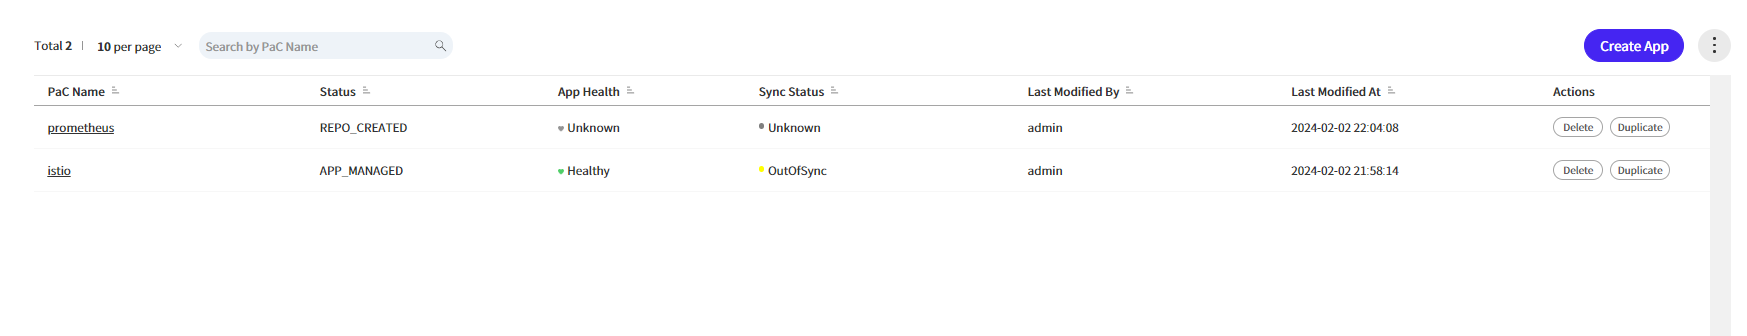 Total 2 | 10 per page Search by PaC Name Create App
PaC Name Status App Health Sync Status Last Modified By Last Modified At Actions
prometheus REPO_CREATED Unknown Unknown admin 2024-02-02 22:04:08 Delete Duplicate
istio APP_MANAGED Healthy OutOfSync admin 2024-02-02 21:58:14 Delete Duplicate